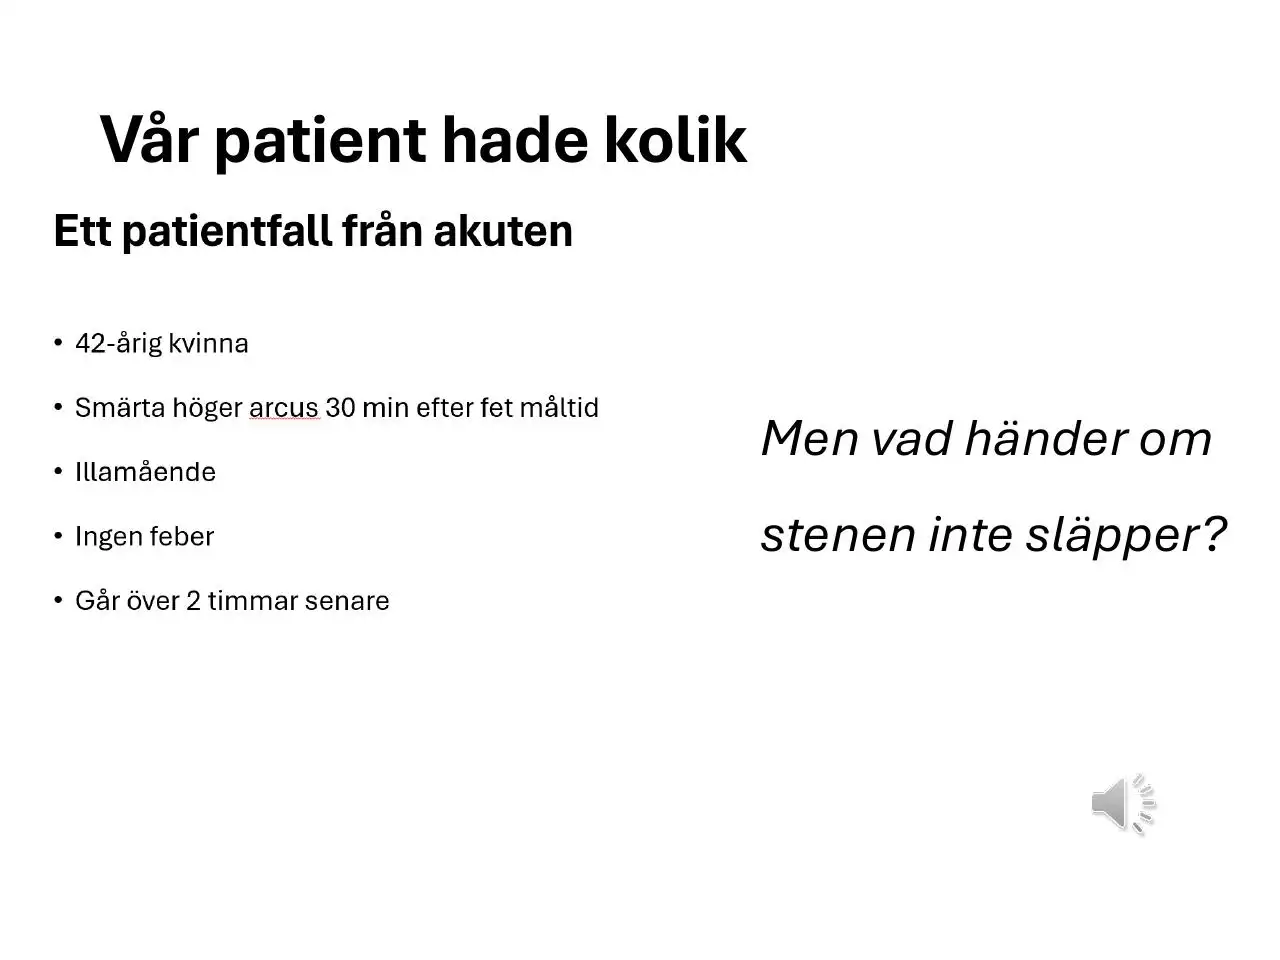 Vår patient hade kolik
Ett patientfall från akuten
• 42-årig kvinna
• Smärta höger arcus 30 min efter fet måltid
• Illamående
• Ingen feber
• Går över 2 timmar senare
Men vad händer om
stenen inte släpper?